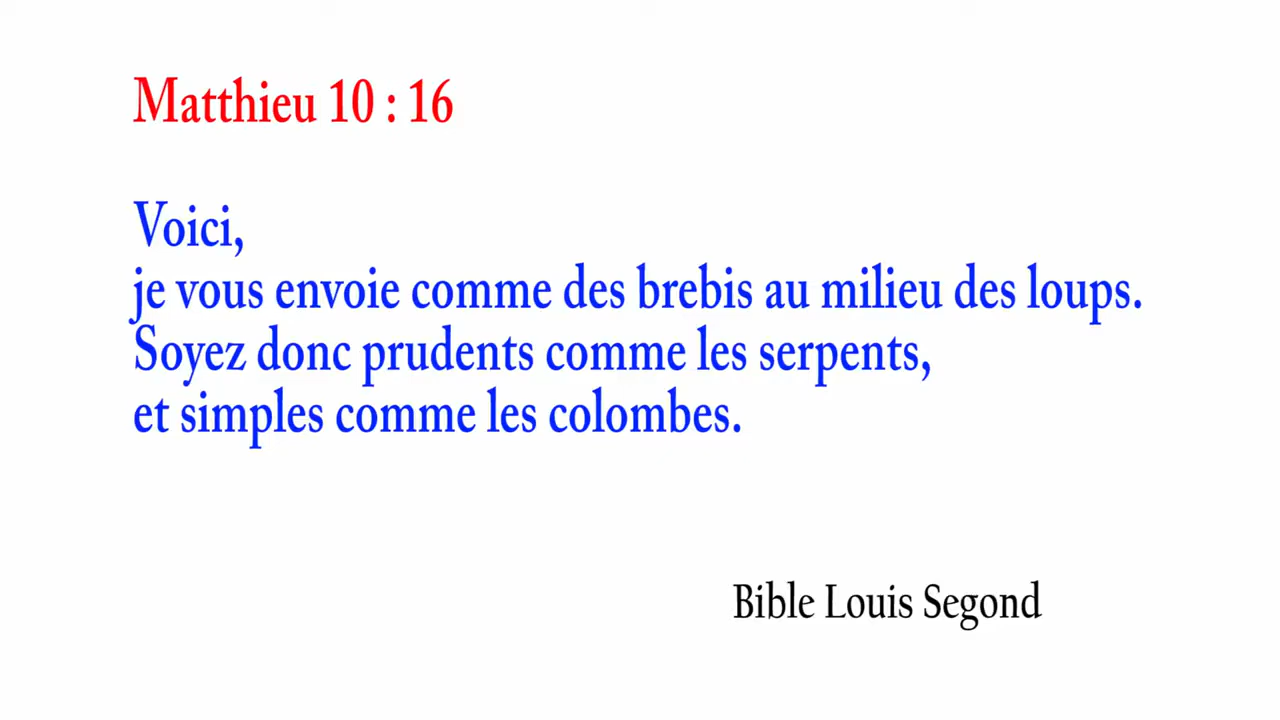 Matthieu 10 : 16
Voici,
je vous envoie comme des brebis au milieu des loups.
Soyez donc prudents comme les serpents,
et simples comme les colombes.
Bible Louis Segond